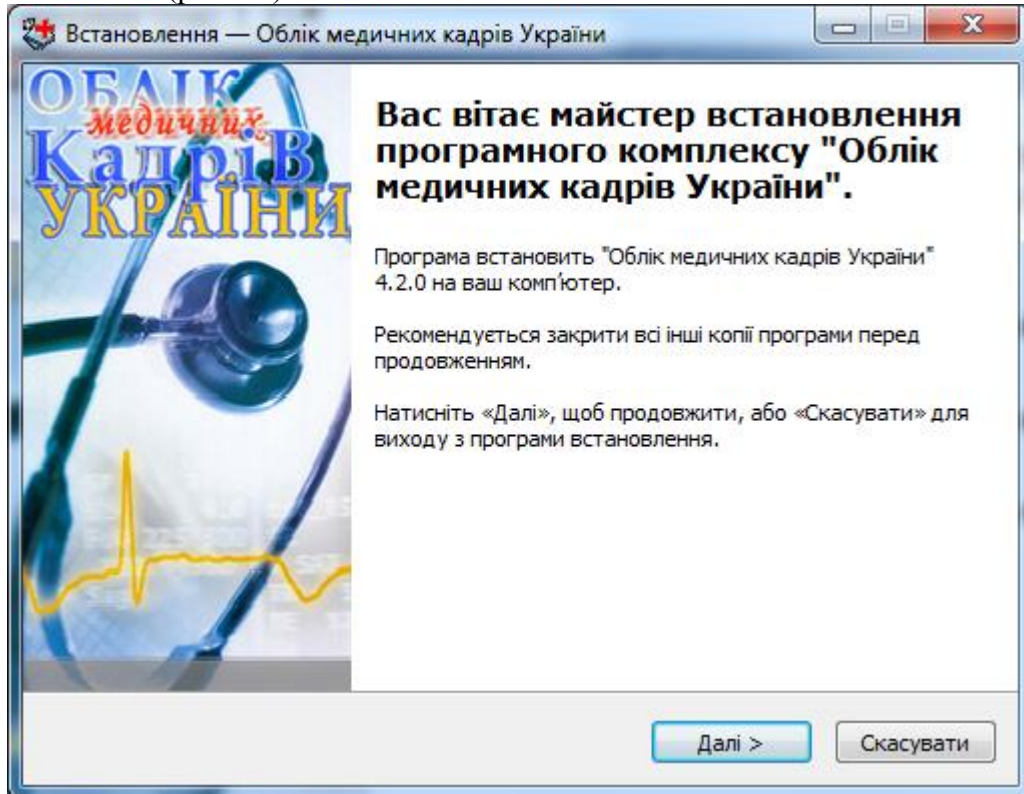 Встановлення — Облік медичних кадрів України
ОБЛІК
медичних
КадріВ
УКРАЇНИ
Вас вітає майстер встановлення
програмного комплексу "Облік
медичних кадрів України".
Програма встановить "Облік медичних кадрів України"
4.2.0 на ваш комп'ютер.
Рекомендується закрити всі інші копії програми перед
продовженням.
Натисніть «Далі», щоб продовжити, або «Скасувати» для
виходу з програми встановлення.
Далі >
Скасувати